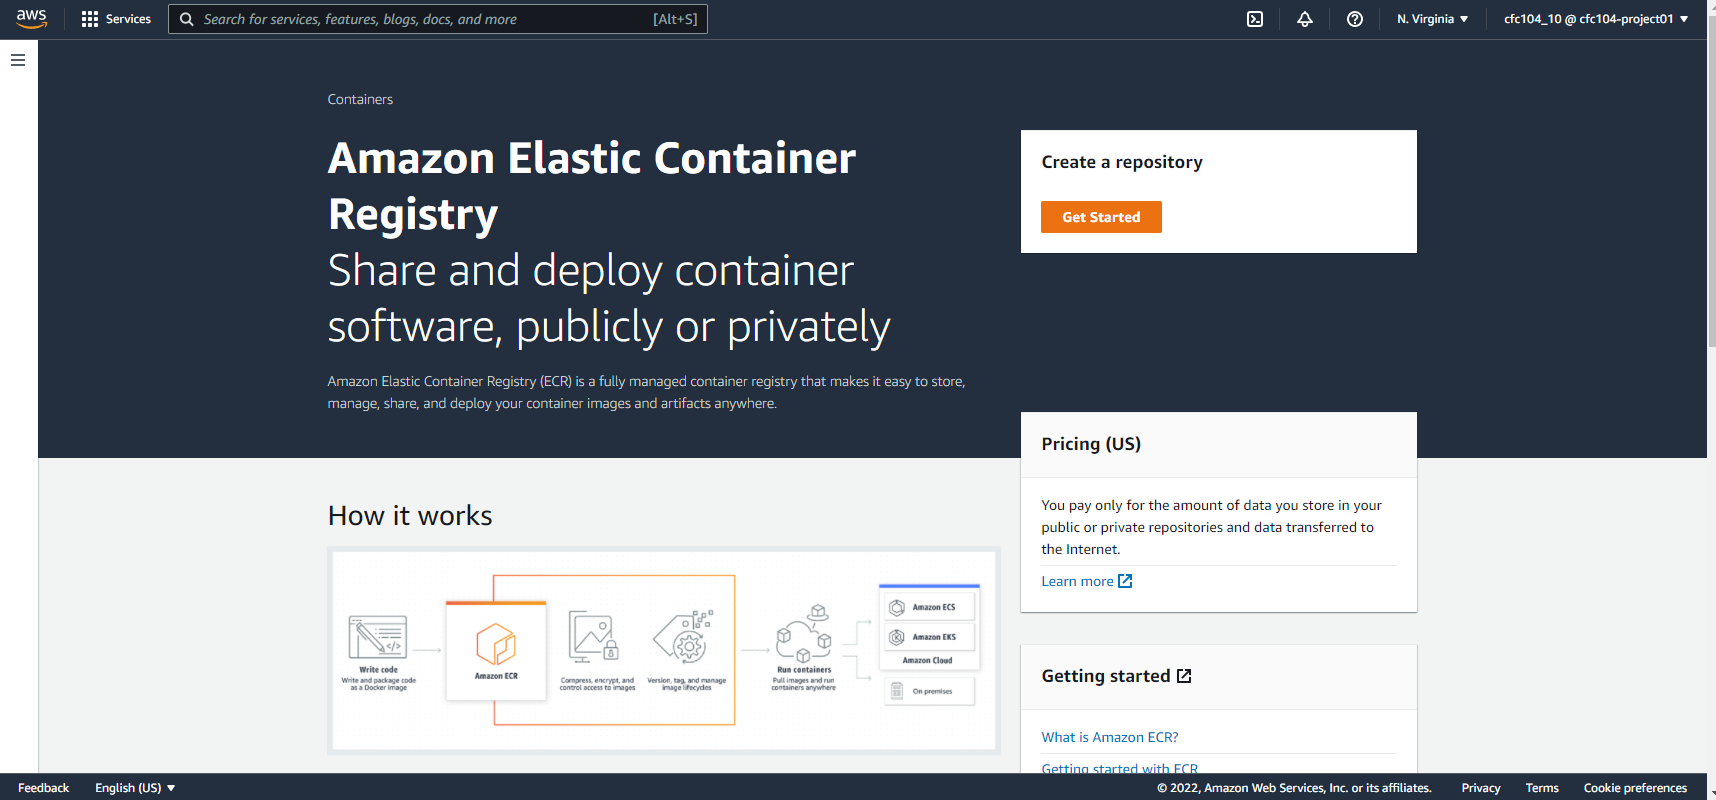 aws
Services
Search for services, features, blogs, docs, and more
[Alt+S]
N. Virginia
cfc104_10 @ cfc104-project01
Containers
Amazon Elastic Container
Registry
Share and deploy container
software, publicly or privately
Amazon Elastic Container Registry (ECR) is a fully managed container registry that makes it easy to store,
manage, share, and deploy your container images and artifacts anywhere.
Create a repository
Get Started
Pricing (US)
You pay only for the amount of data you store in your
public or private repositories and data transferred to
the Internet.
Learn more
How it works
Write code
Write and package code
as a Docker image
Amazon ECR
Compress, encrypt, and
control access to images
Version, tag, and manage
image lifecycles
Run containers
Pull images and run
containers anywhere
Amazon ECS
Amazon EKS
Amazon Cloud
On premises
Getting started
What is Amazon ECR?
Getting started with ECR
Feedback
English (US)
© 2022, Amazon Web Services, Inc. or its affiliates.
Privacy
Terms
Cookie preferences